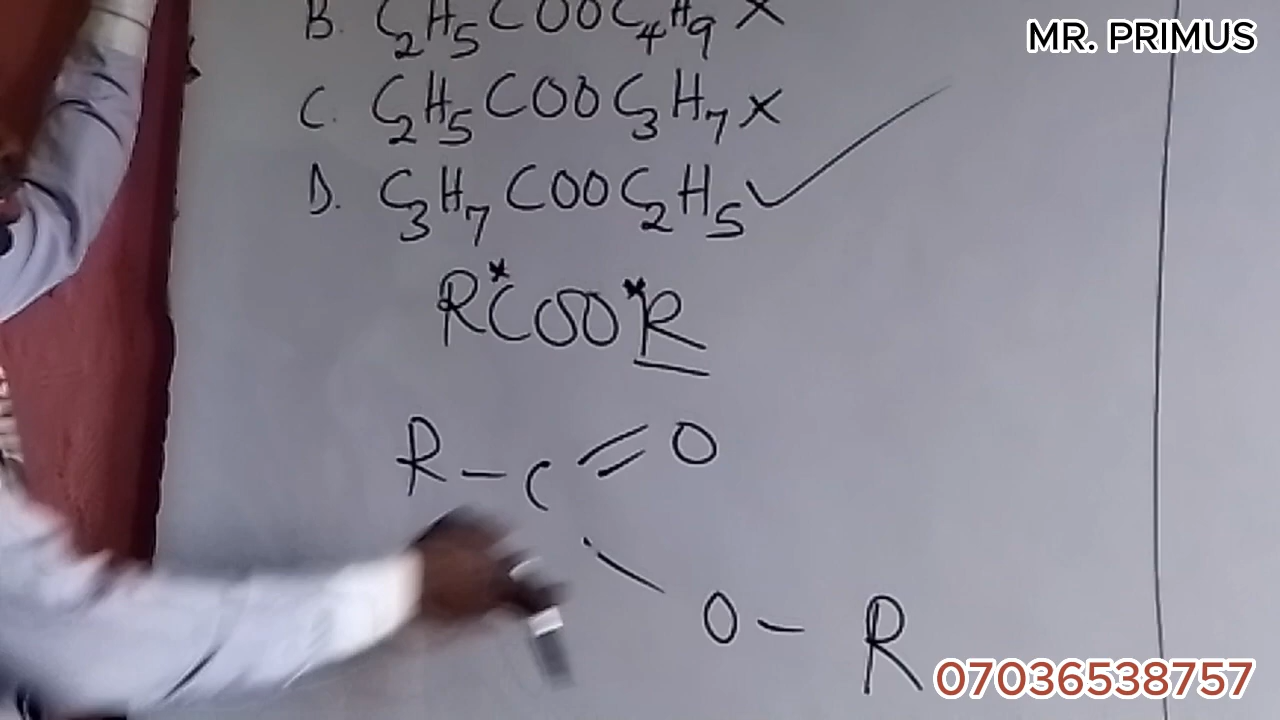 MR. PRIMUS
B. C₂H₅COOC₄H₉ ×
C. C₂H₅COOC₃H₇ ×
D. C₃H₇COOC₂H₅ ✓
R*COO*R
R – C = O
O – R
07036538757